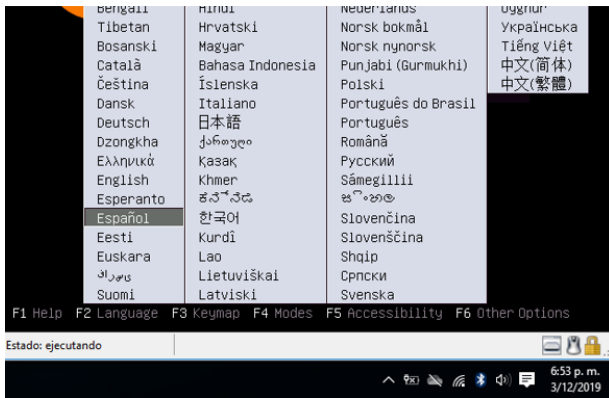 Bengali
Tibetan
Bosanski
Català
Čeština
Dansk
Deutsch
Dzongkha
Ελληνικά
English
Esperanto
Español
Eesti
Euskara
Suomi
Hindi
Hrvatski
Magyar
Bahasa Indonesia
Íslenska
Italiano
日本語
ქართული
Қазақ
Khmer
ಕನ್ನಡ
한국어
Kurdî
Lao
Lietuviškai
Latviski
Nederlands
Norsk bokmål
Norsk nynorsk
Punjabi (Gurmukhi)
Polski
Português do Brasil
Português
Română
Русский
Sámegillii
Slovenčina
Slovenščina
Shqip
Српски
Svenska
Uyghur
Українська
Tiếng Việt
中文(简体)
中文(繁體)
F1 Help F2 Language F3 Keymap F4 Modes F5 Accessibility F6 Other Options
Estado: ejecutando
6:53 p. m.
3/12/2019